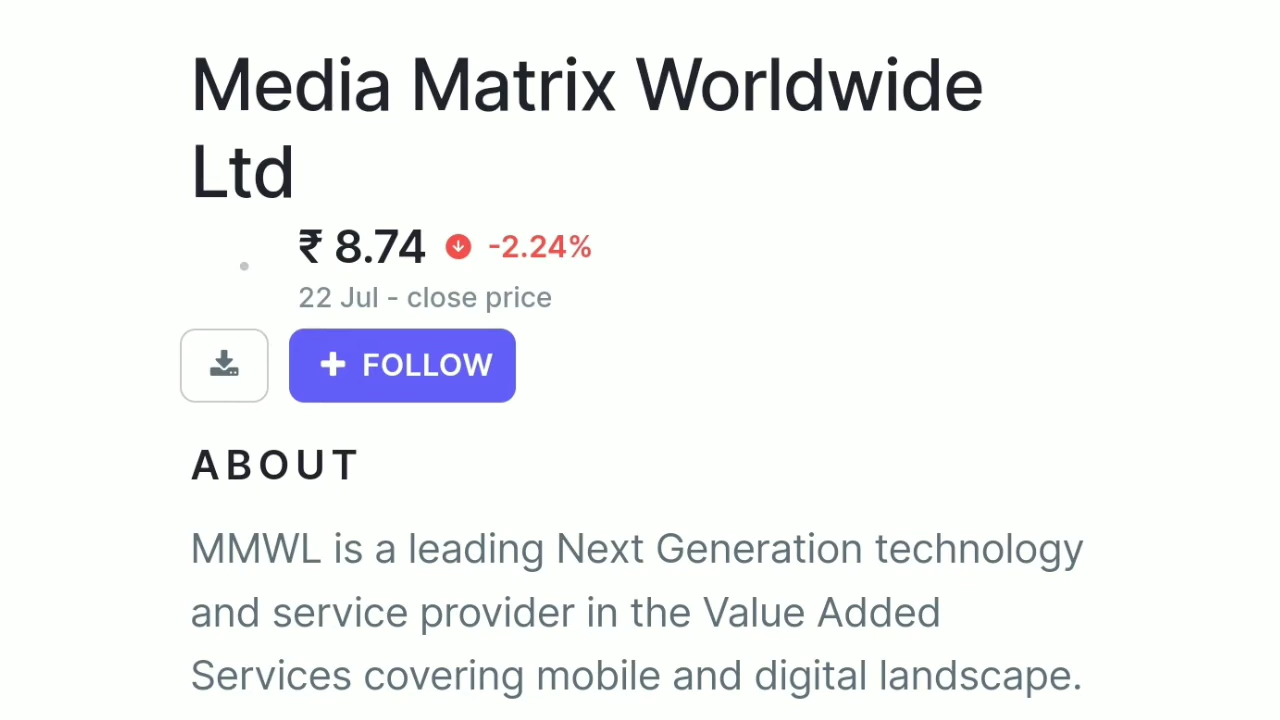 Media Matrix Worldwide
Ltd
₹ 8.74 -2.24%
22 Jul - close price
FOLLOW
ABOUT
MMWL is a leading Next Generation technology
and service provider in the Value Added
Services covering mobile and digital landscape.